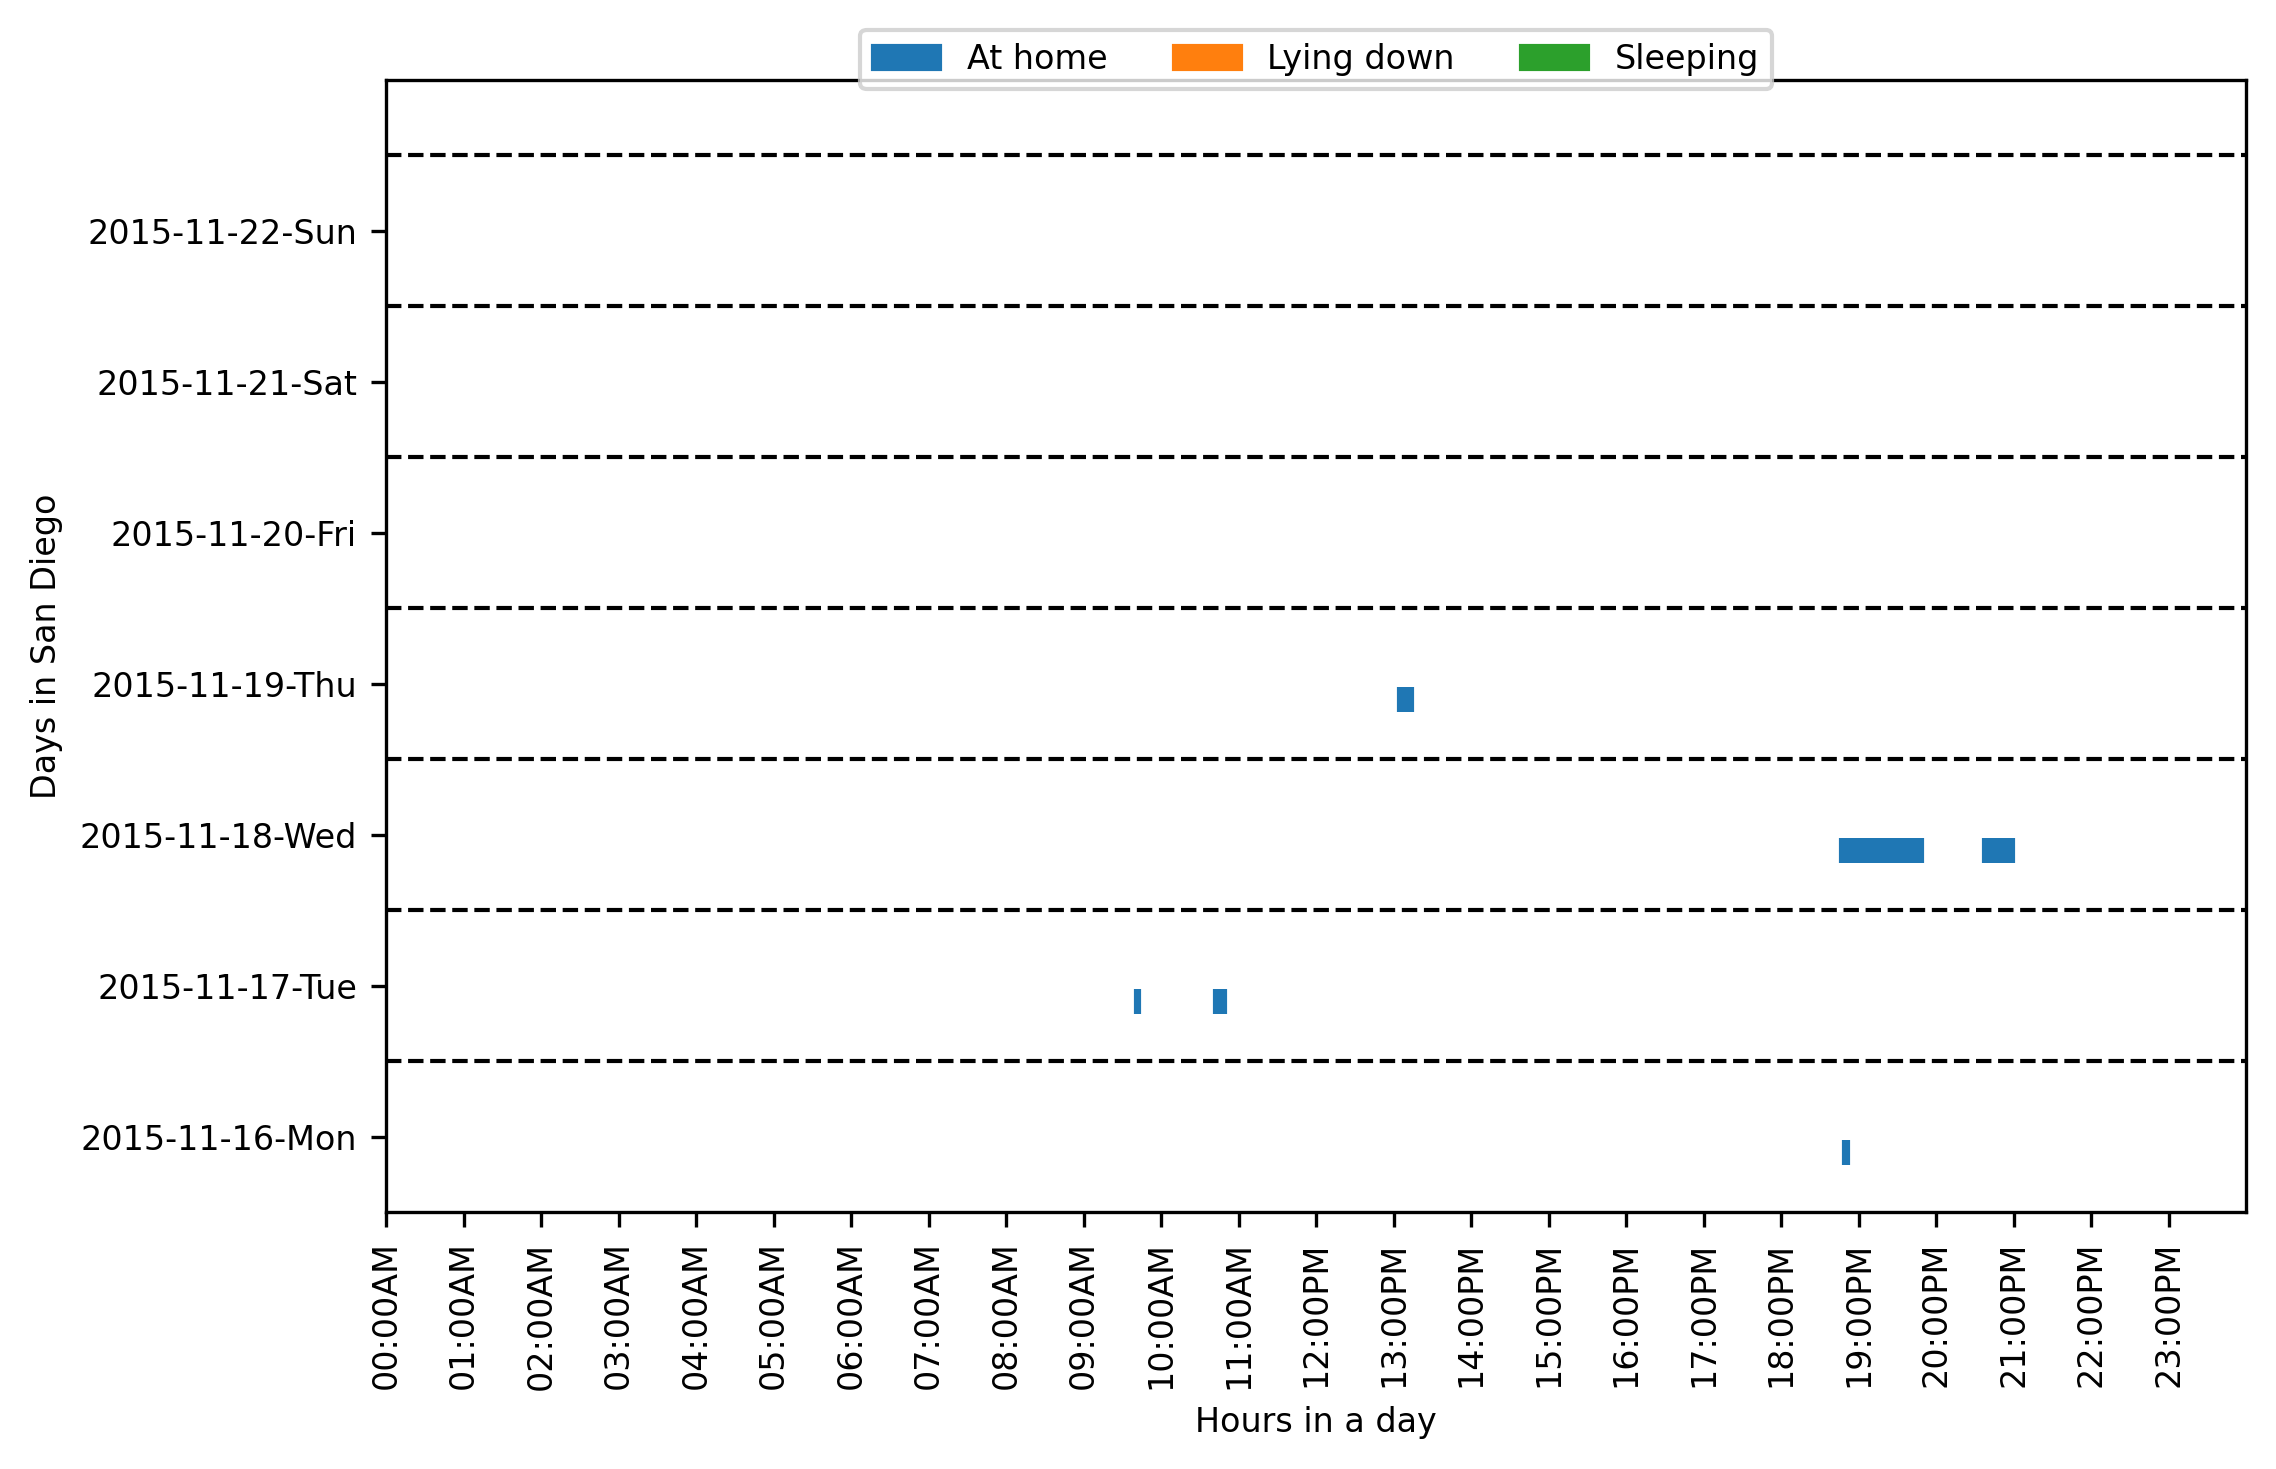 At home Lying down Sleeping
Days in San Diego
2015-11-22-Sun
2015-11-21-Sat
2015-11-20-Fri
2015-11-19-Thu
2015-11-18-Wed
2015-11-17-Tue
2015-11-16-Mon
00:00AM
01:00AM
02:00AM
03:00AM
04:00AM
05:00AM
06:00AM
07:00AM
08:00AM
09:00AM
10:00AM
11:00AM
12:00PM
13:00PM
14:00PM
15:00PM
16:00PM
17:00PM
18:00PM
19:00PM
20:00PM
21:00PM
22:00PM
23:00PM
Hours in a day